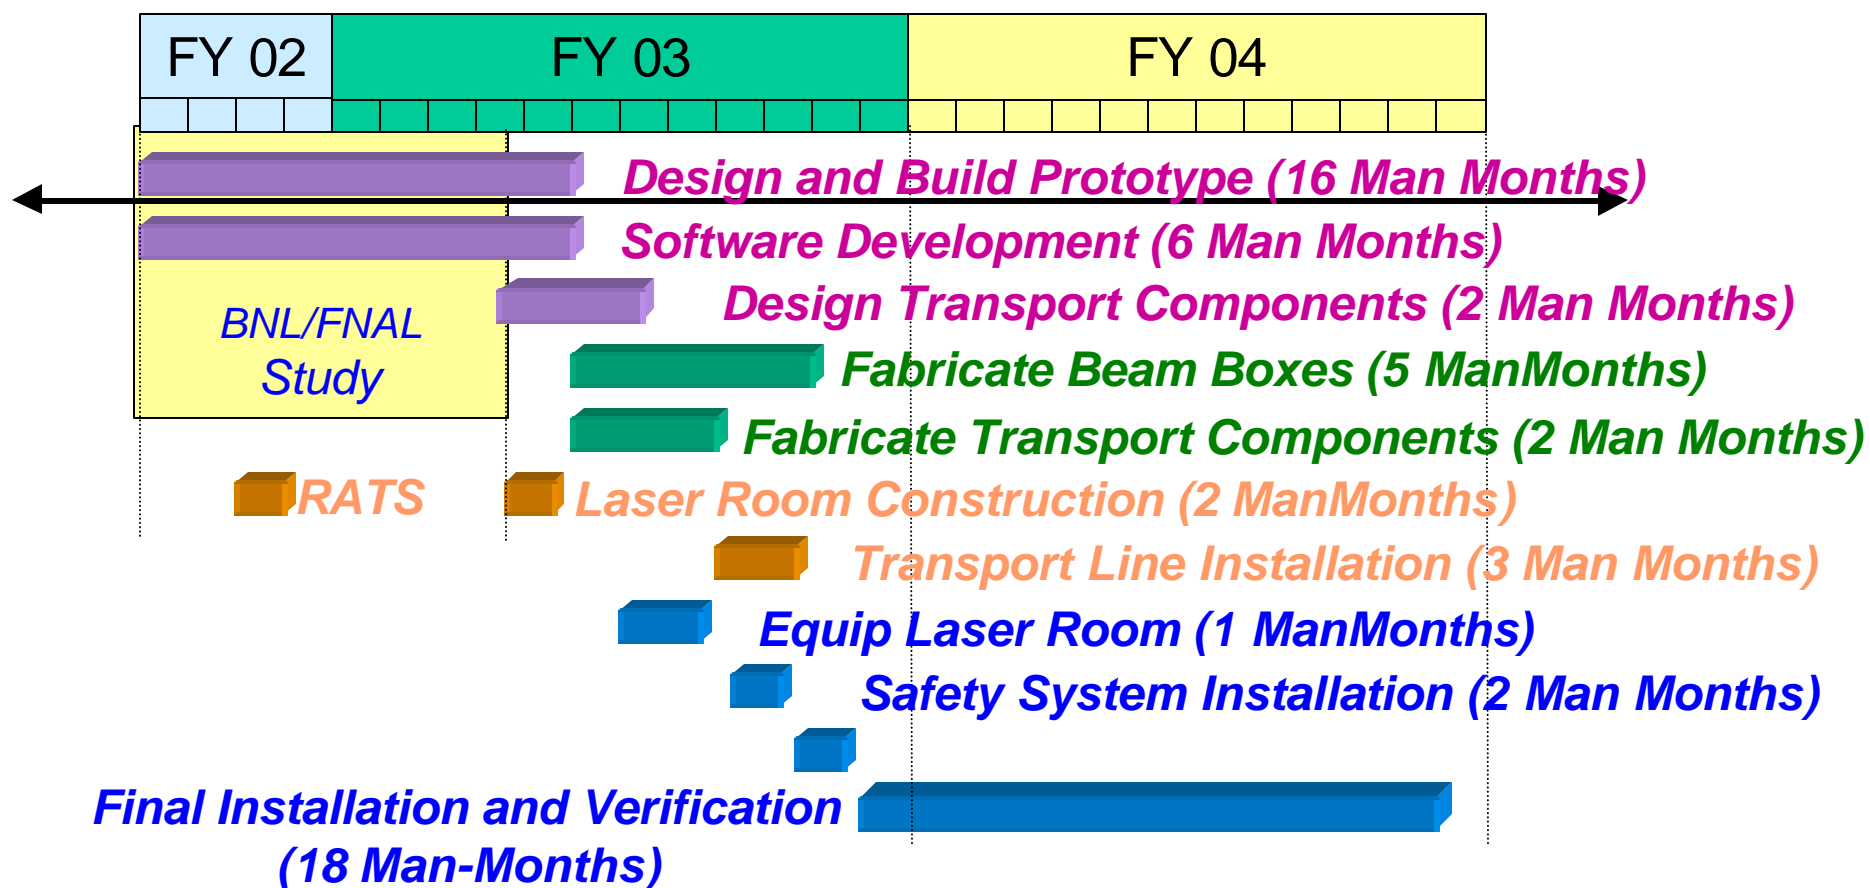 FY 02
FY 03
FY 04
Design and Build Prototype (16 Man Months)
Software Development (6 Man Months)
Design Transport Components (2 Man Months)
BNL/FNAL
Study
Fabricate Beam Boxes (5 ManMonths)
Fabricate Transport Components (2 Man Months)
RATS
Laser Room Construction (2 ManMonths)
Transport Line Installation (3 Man Months)
Equip Laser Room (1 ManMonths)
Safety System Installation (2 Man Months)
Final Installation and Verification
(18 Man-Months)